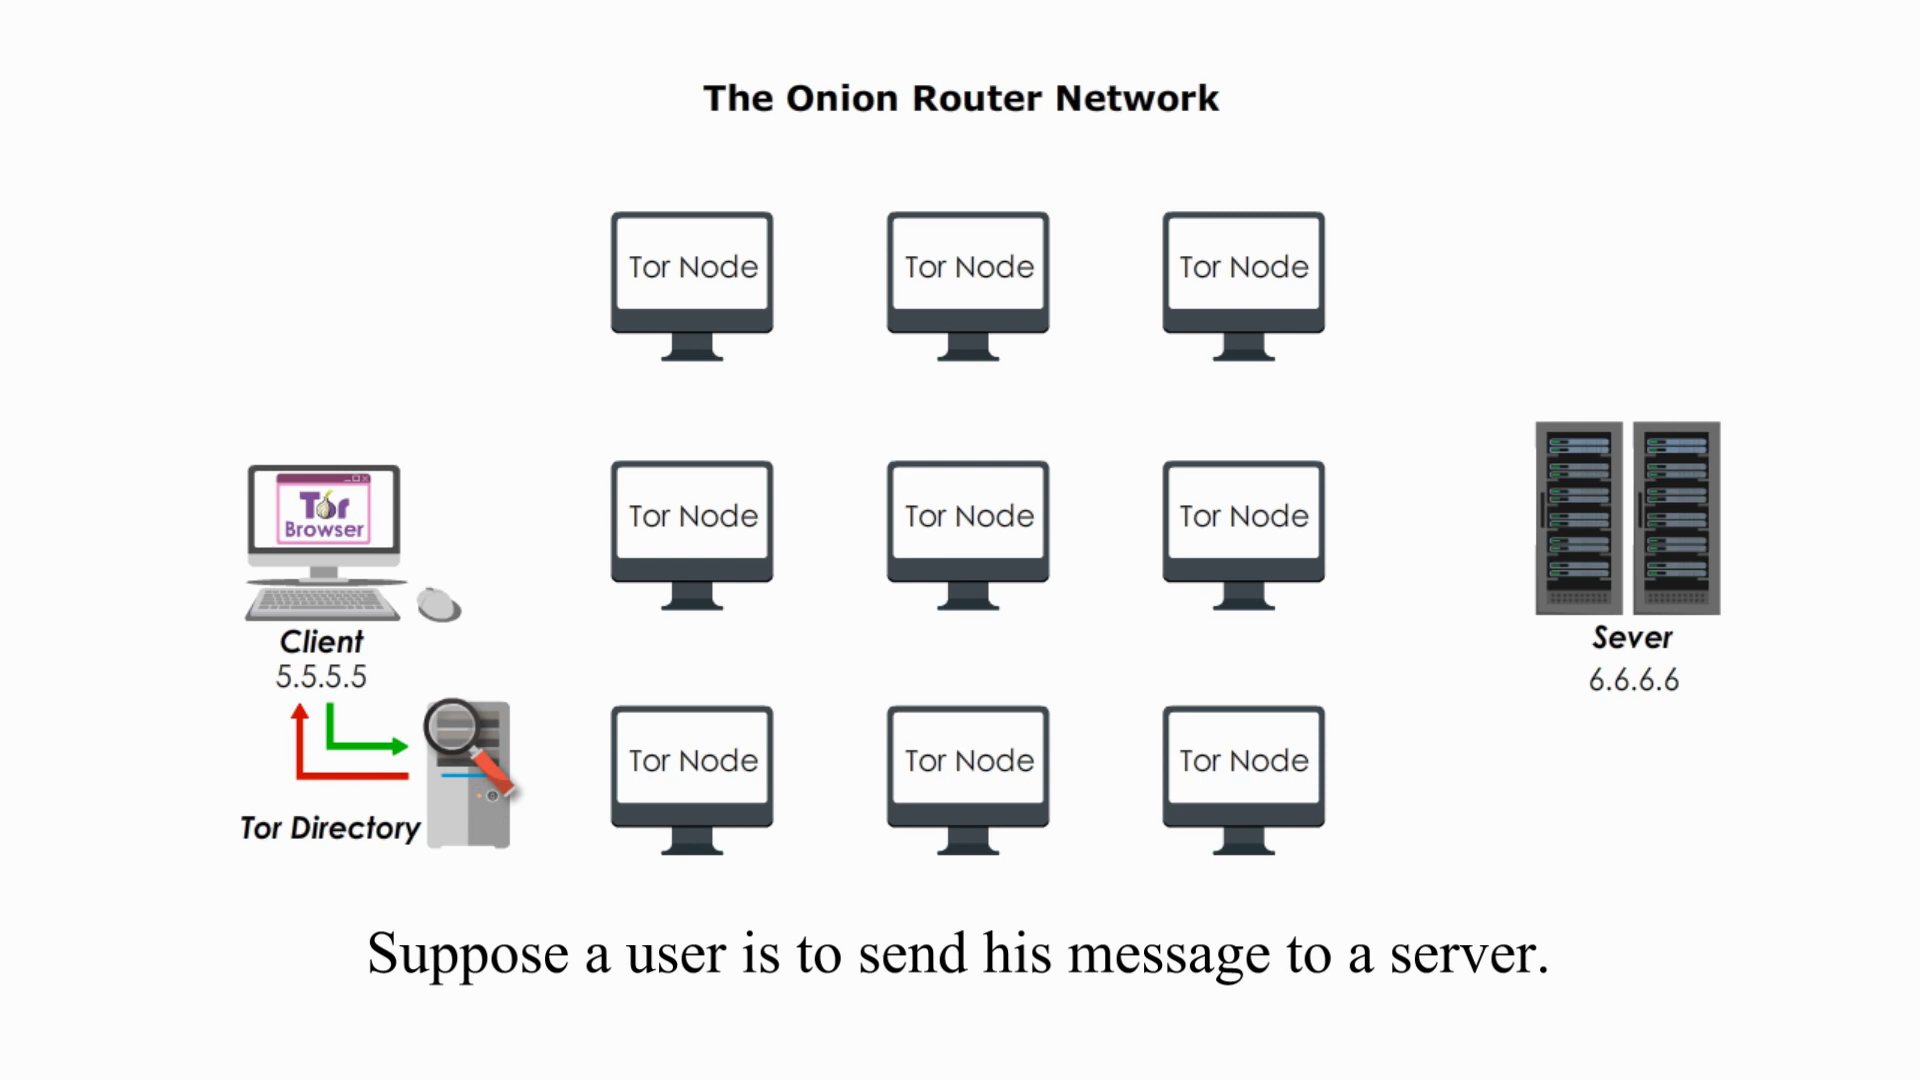 The Onion Router Network
Tor Node Tor Node Tor Node
Tor
Browser
Tor Node Tor Node Tor Node
Client
5.5.5.5
Sever
6.6.6.6
Tor Node Tor Node Tor Node
Tor Directory
Suppose a user is to send his message to a server.